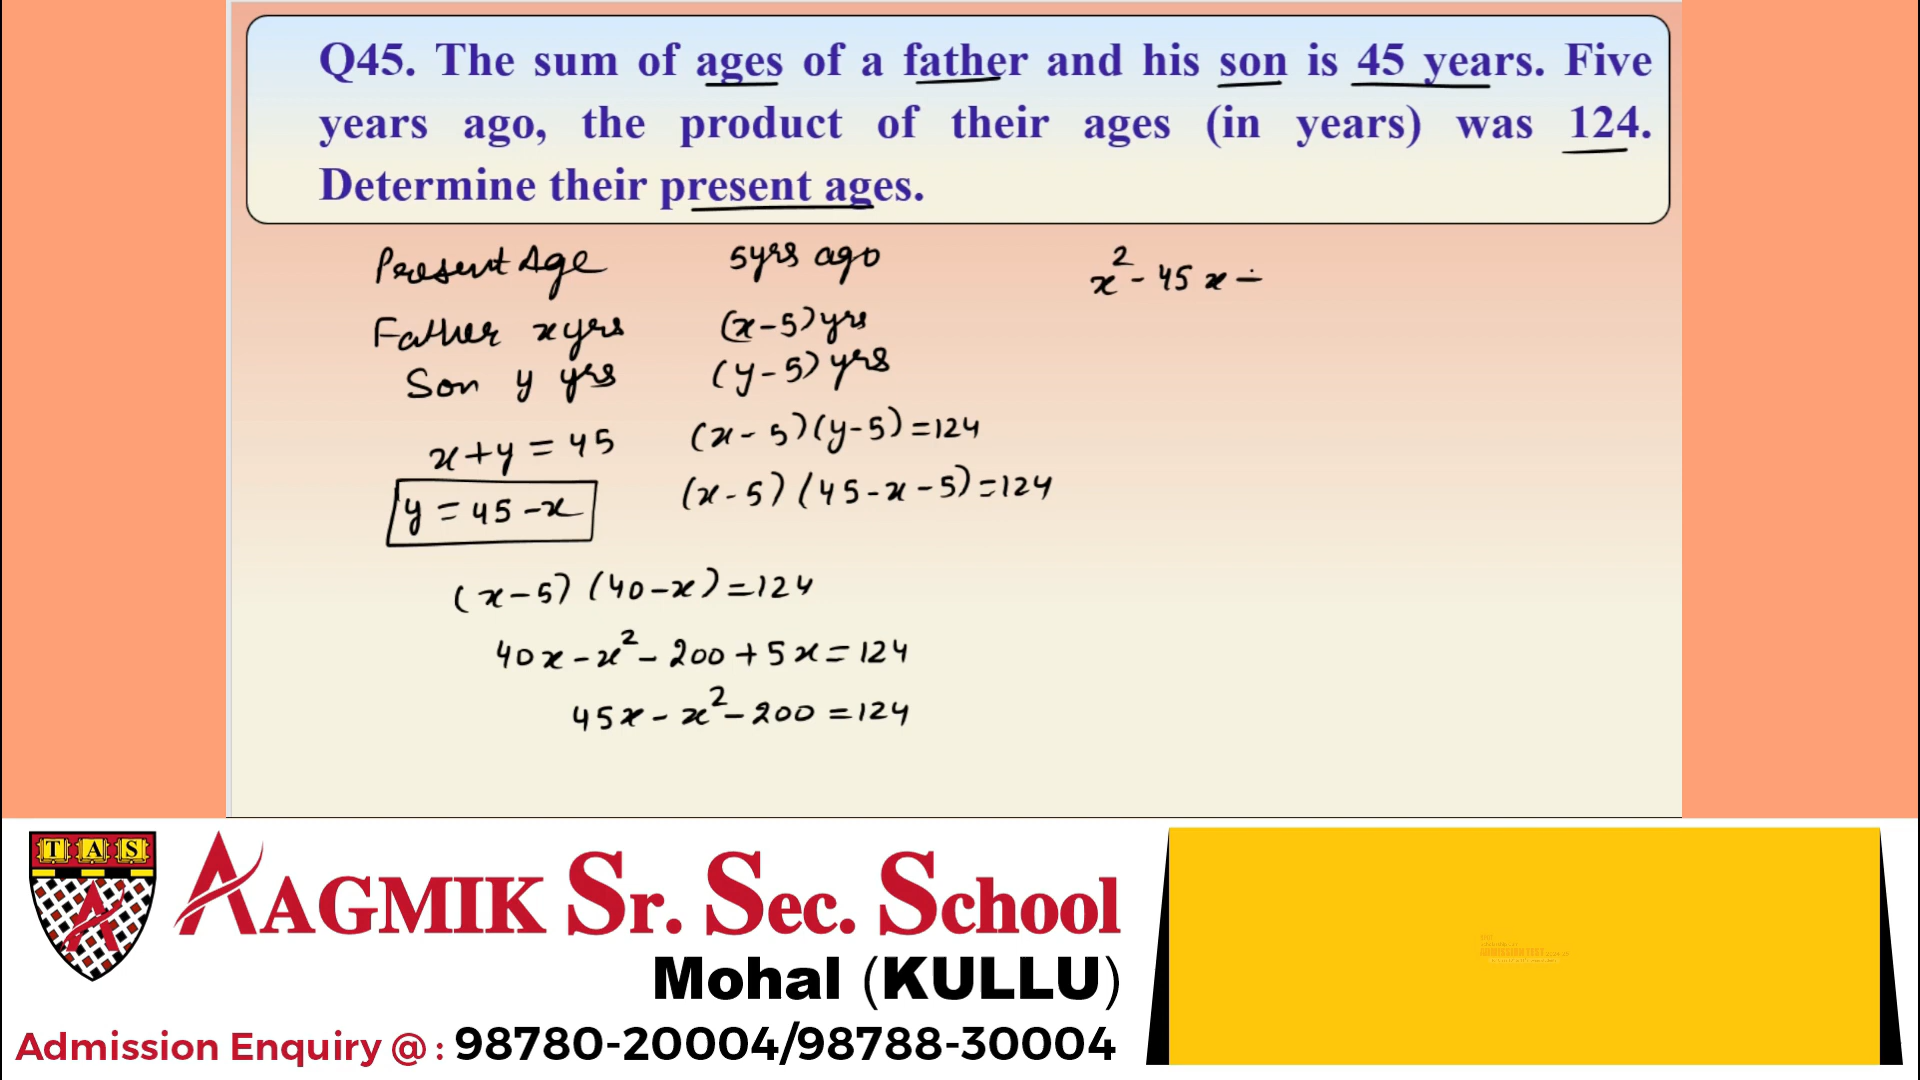 Q45. The sum of ages of a father and his son is 45 years. Five
years ago, the product of their ages (in years) was 124.
Determine their present ages.
Present Age 5yrs ago
Father x yrs (x-5)yrs
Son y yrs (y-5)yrs
x+y = 45 (x-5)(y-5)=124
y = 45-x (x-5)(45-x-5)=124
(x-5)(40-x)=124
40x-x²-200+5x=124
45x-x²-200=124
x²-45x
TAS
AAGMIK Sr. Sec. School
Mohal (KULLU)
Admission Enquiry @ : 98780-20004/98788-30004